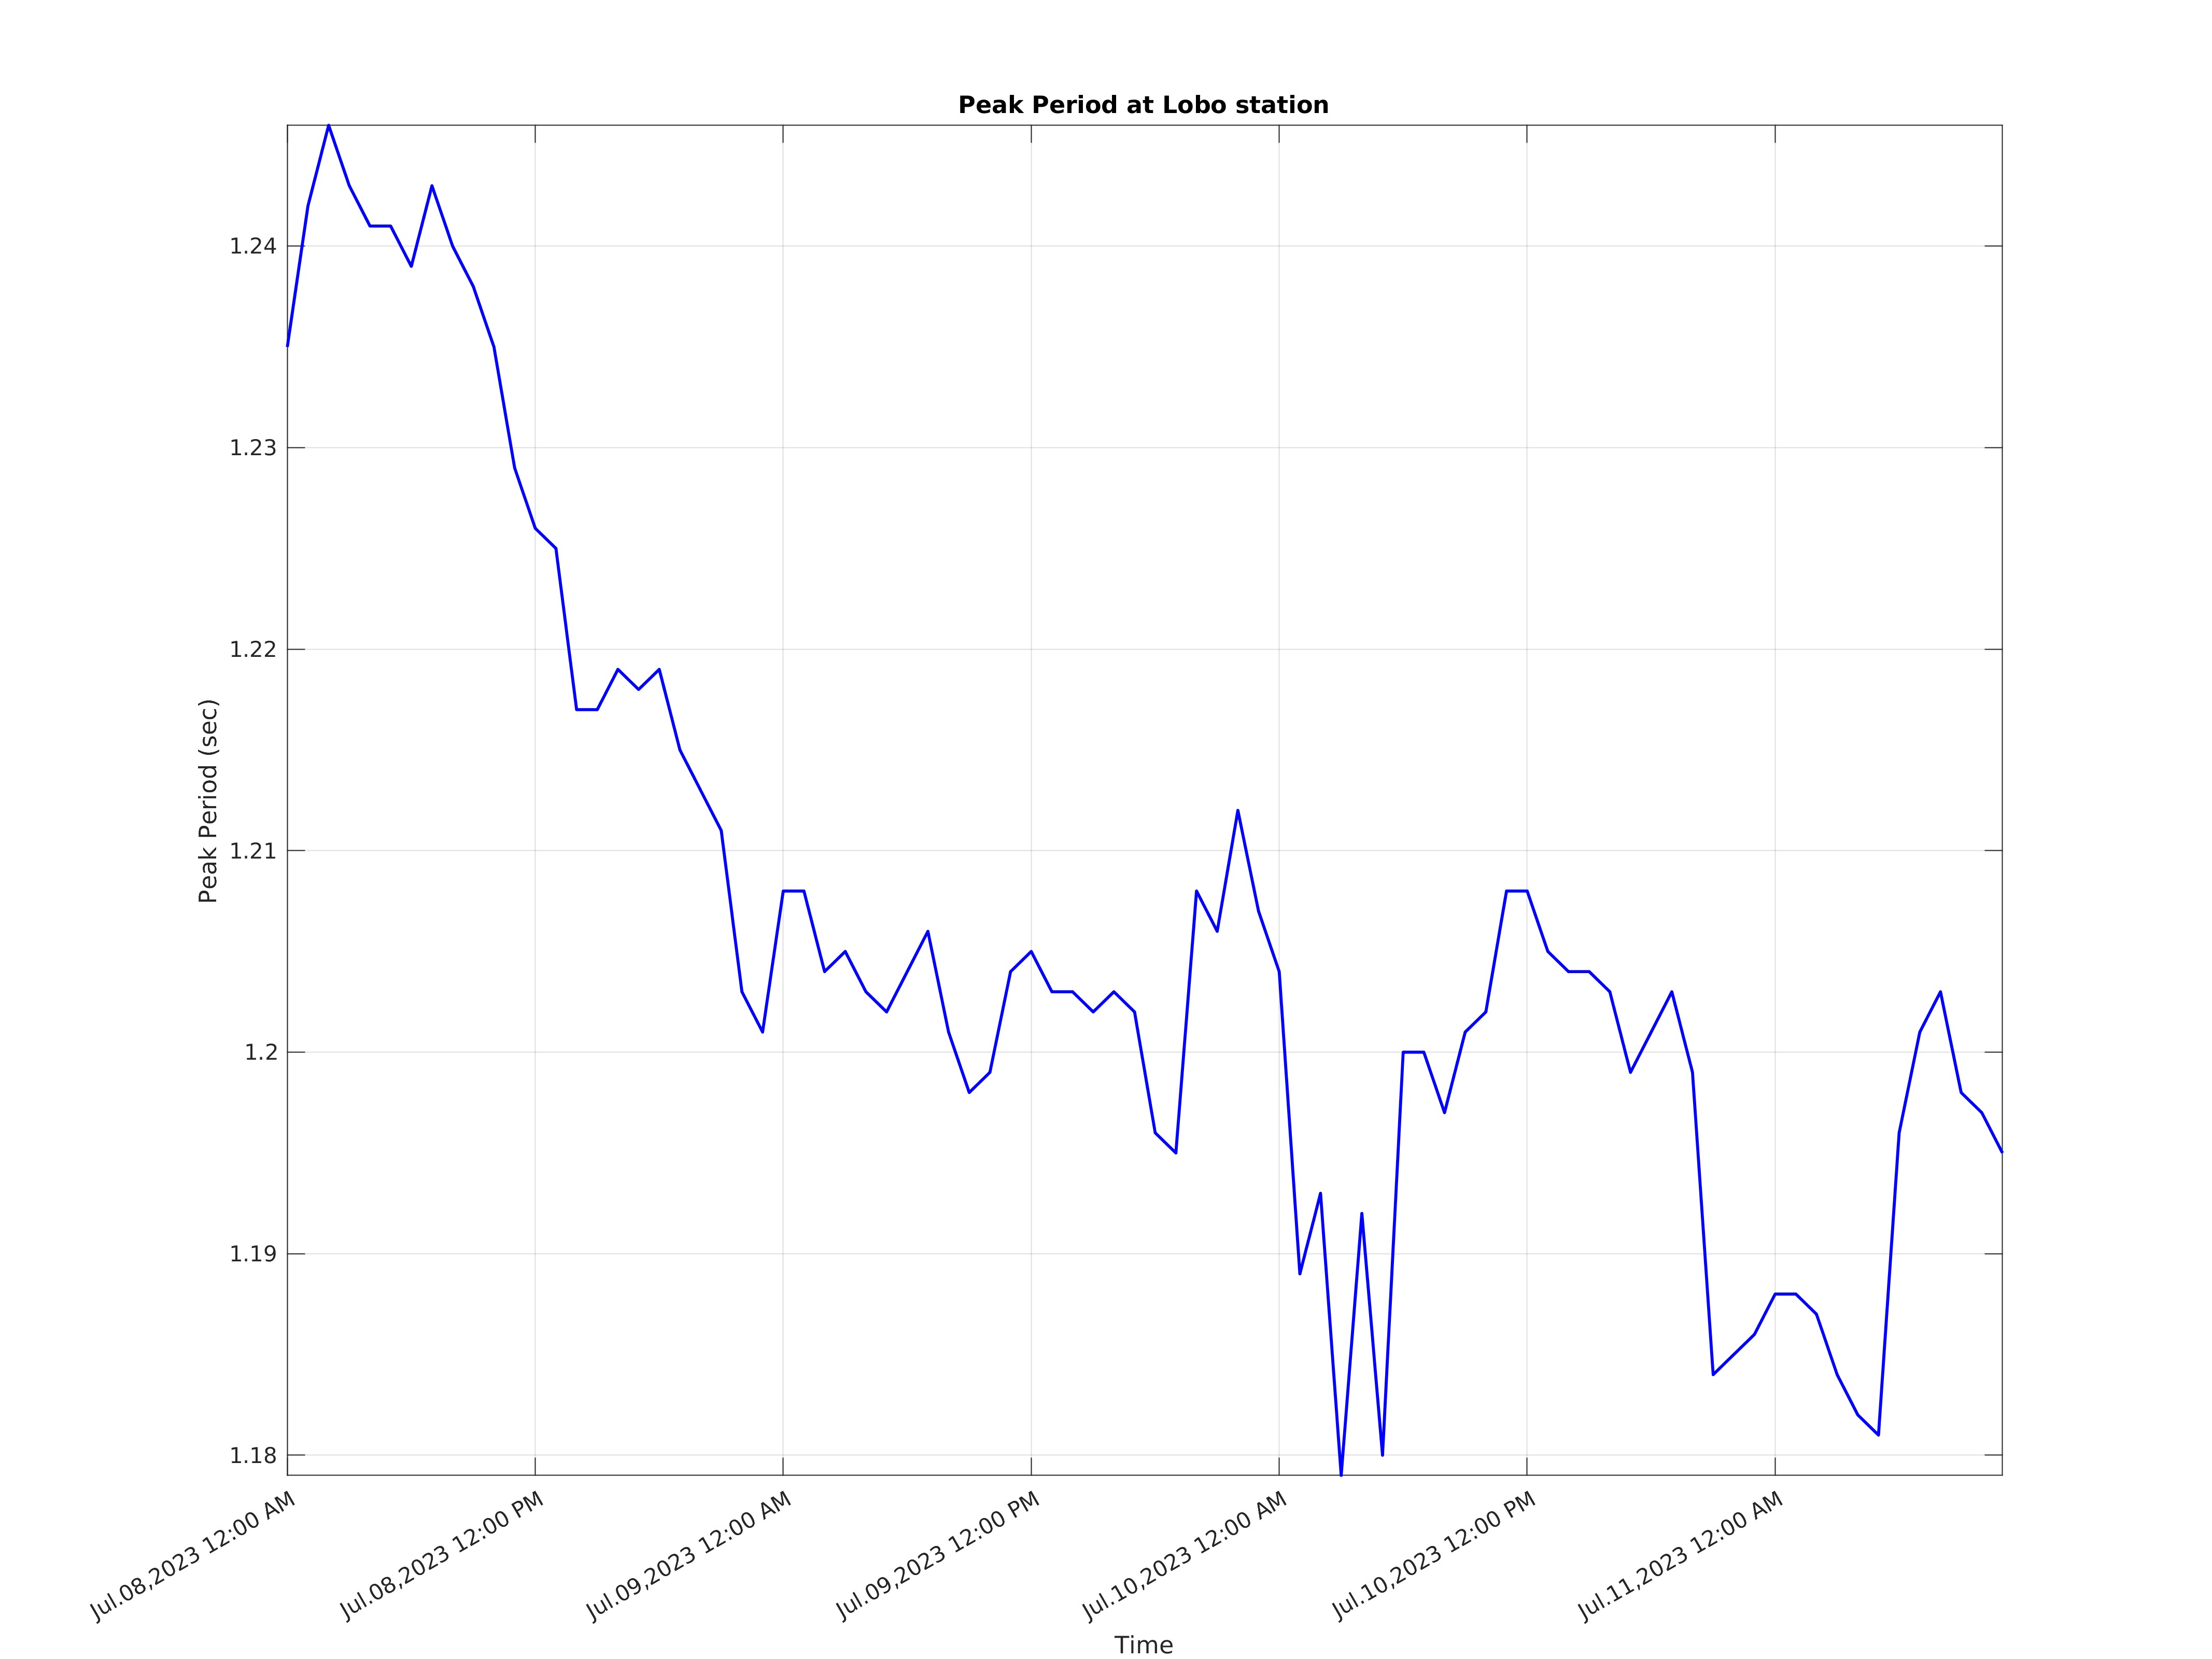 Peak Period at Lobo station
Peak Period (sec)
1.24
1.23
1.22
1.21
1.2
1.19
1.18
Jul.08,2023 12:00 AM
Jul.08,2023 12:00 PM
Jul.09,2023 12:00 AM
Jul.09,2023 12:00 PM
Jul.10,2023 12:00 AM
Jul.10,2023 12:00 PM
Jul.11,2023 12:00 AM
Time